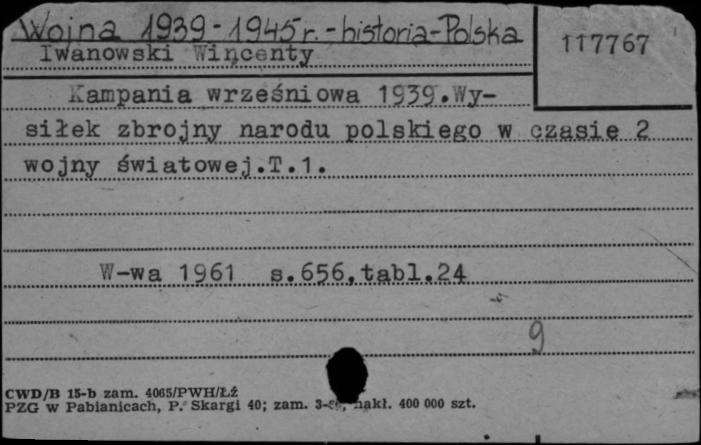 Wojna 1939-1945r.-historia-Polska
117767
Iwanowski Wincenty
Kampania wrześniowa 1939.Wy-
siłek zbrojny narodu polskiego w czasie 2
wojny światowej.T.1.
W-wa 1961 s.656,tabl.24
9
CWD/B 15-b zam. 4065/PWH/Łź
PZG w Pabianicach, P. Skargi 40; zam. nakł. 400 000 szt.